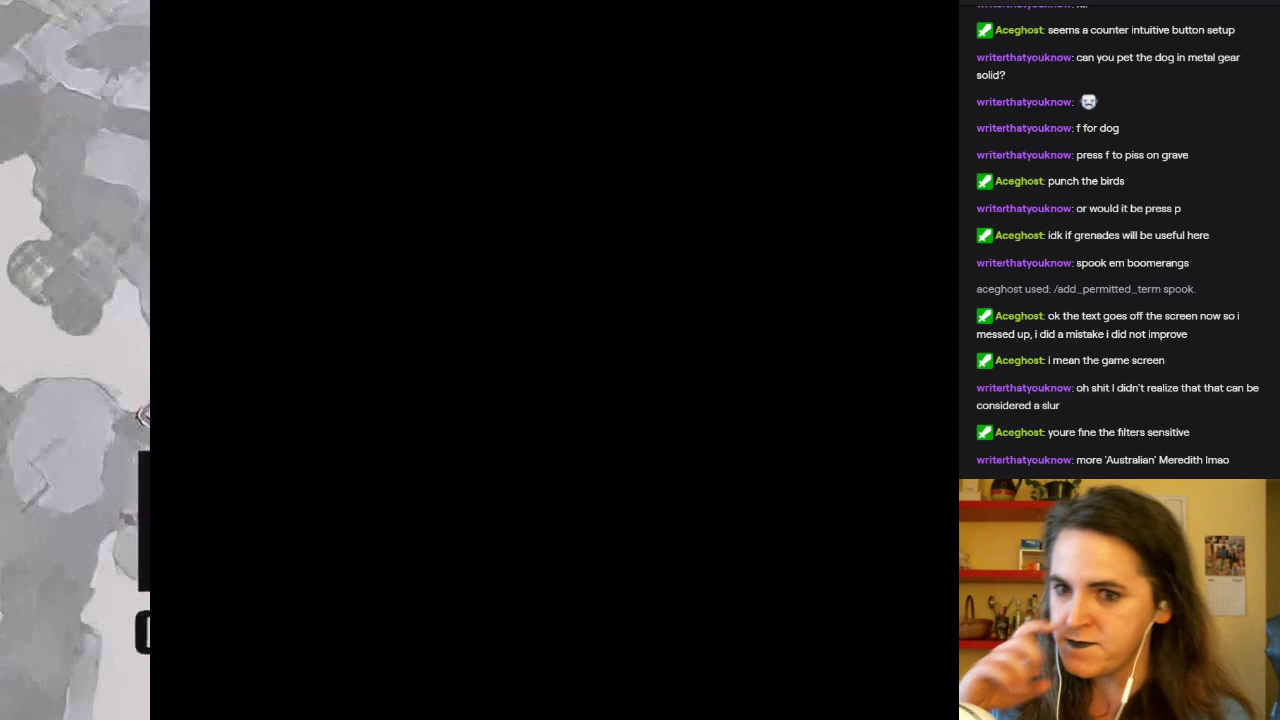 Aceghost: seems a counter intuitive button setup
writerthatyouknow: can you pet the dog in metal gear
solid?
writerthatyouknow:
writerthatyouknow: f for dog
writerthatyouknow: press f to piss on grave
Aceghost: punch the birds
writerthatyouknow: or would it be press p
Aceghost: idk if grenades will be useful here
writerthatyouknow: spook em boomerangs
aceghost used: /add_permitted_term spook.
Aceghost: ok the text goes off the screen now so i
messed up, i did a mistake i did not improve
Aceghost: i mean the game screen
writerthatyouknow: oh shit I didn't realize that that can be
considered a slur
Aceghost: youre fine the filters sensitive
writerthatyouknow: more 'Australian' Meredith lmao